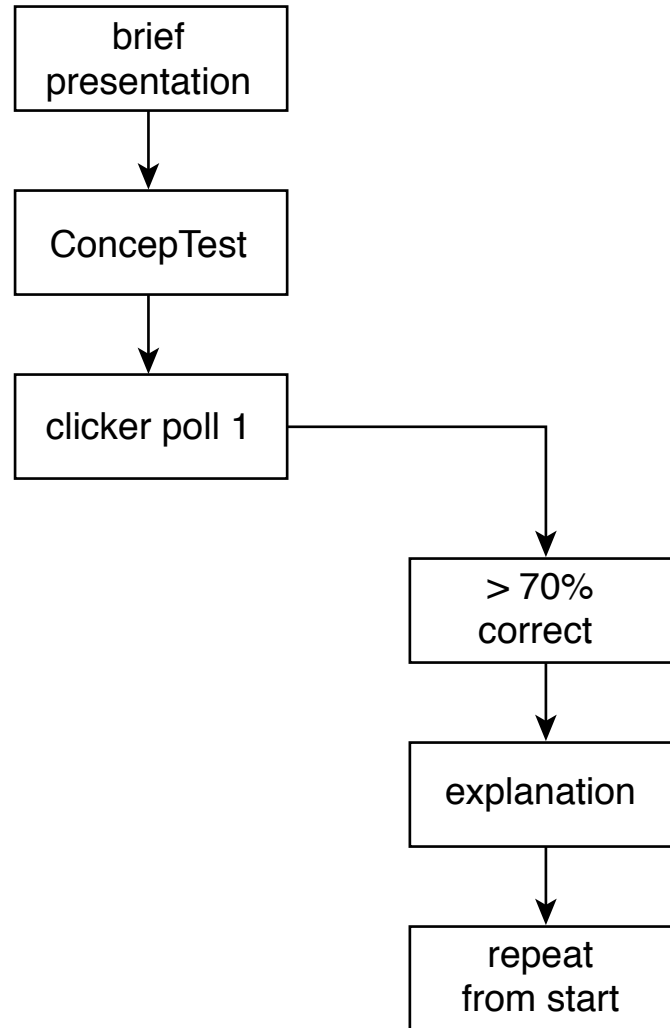 brief
presentation
ConcepTest
clicker poll 1
> 70%
correct
explanation
repeat
from start